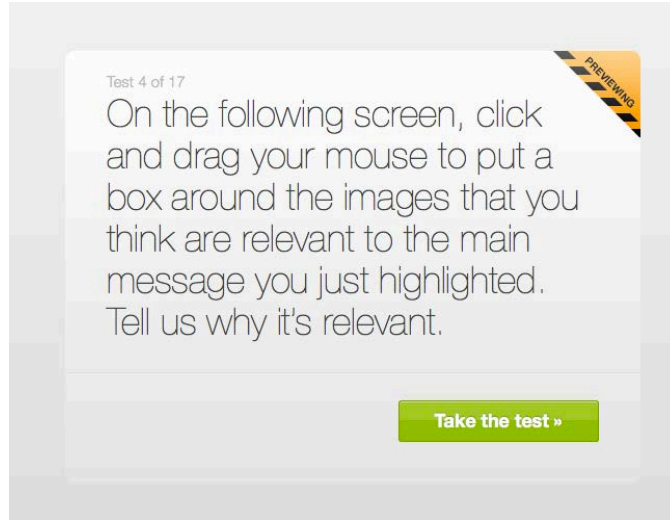 PREVIEWING
Test 4 of 17
On the following screen, click
and drag your mouse to put a
box around the images that you
think are relevant to the main
message you just highlighted.
Tell us why it's relevant.
Take the test »